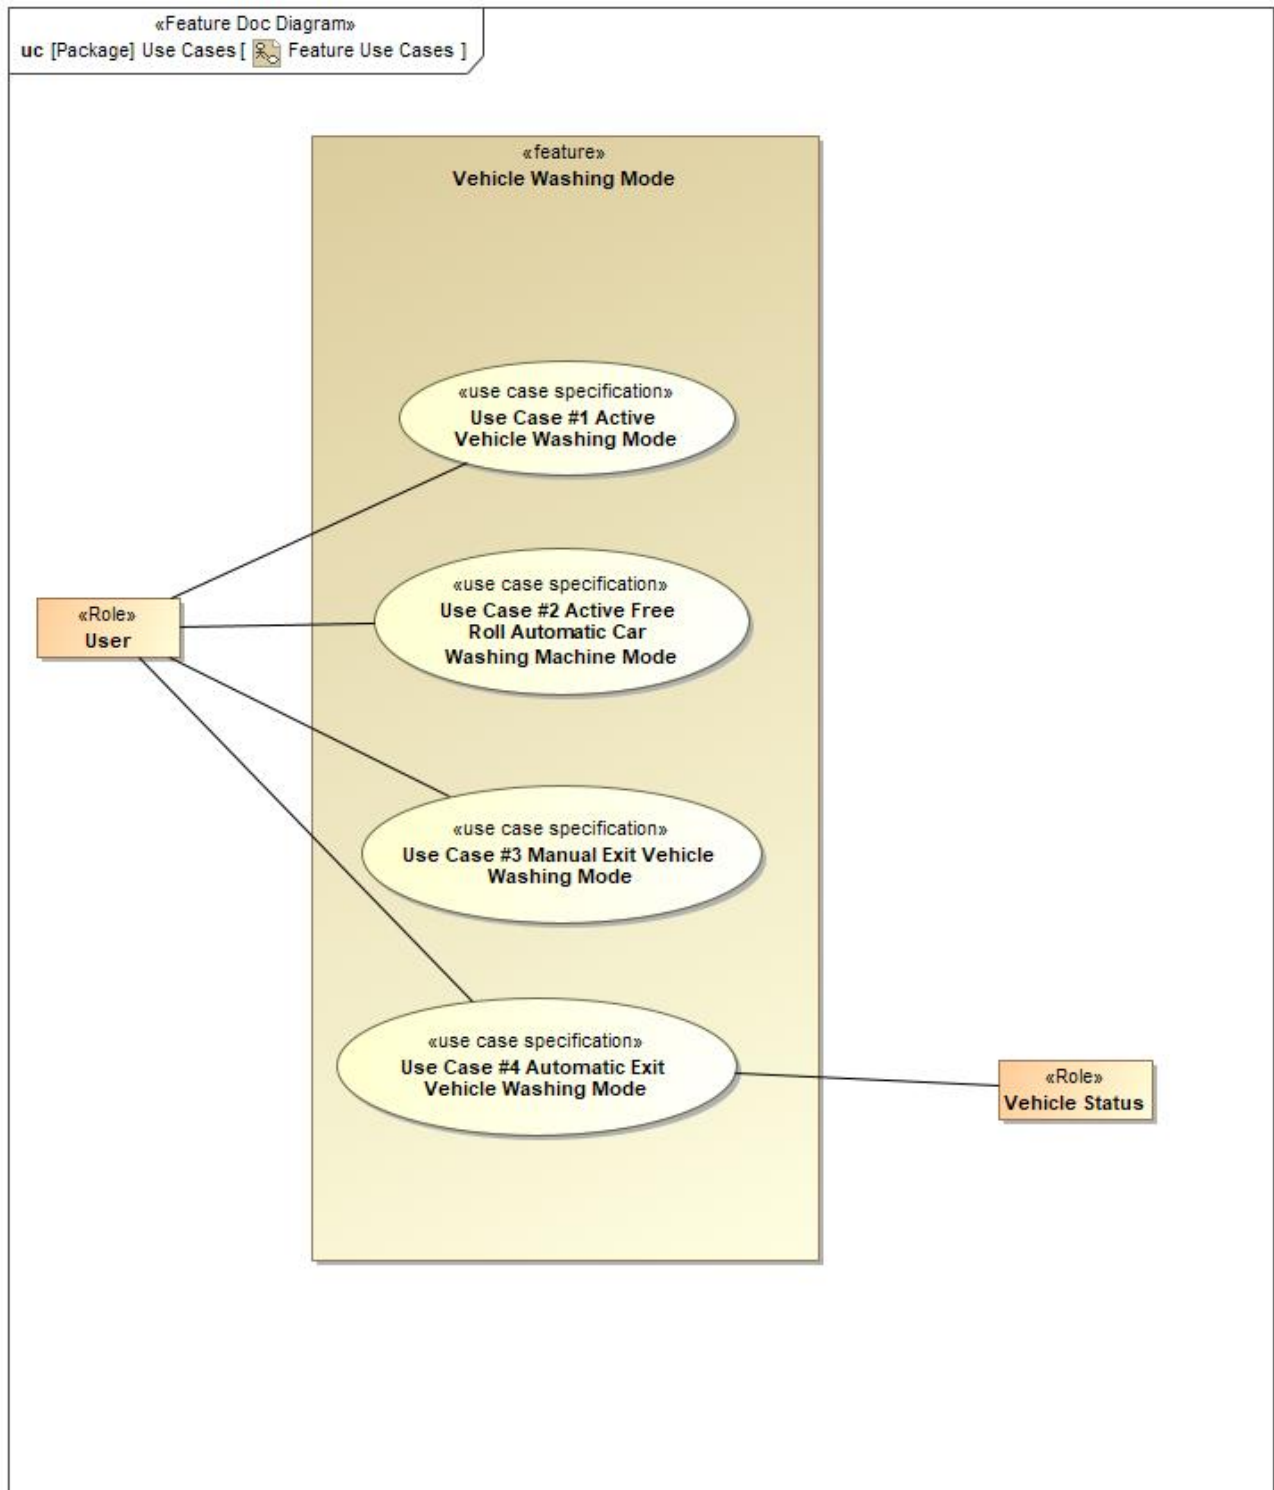 «Feature Doc Diagram»
uc [Package] Use Cases [ Feature Use Cases ]
«feature»
Vehicle Washing Mode
«use case specification»
Use Case #1 Active
Vehicle Washing Mode
«use case specification»
Use Case #2 Active Free
Roll Automatic Car
Washing Machine Mode
«Role»
User
«use case specification»
Use Case #3 Manual Exit Vehicle
Washing Mode
«use case specification»
Use Case #4 Automatic Exit
Vehicle Washing Mode
«Role»
Vehicle Status